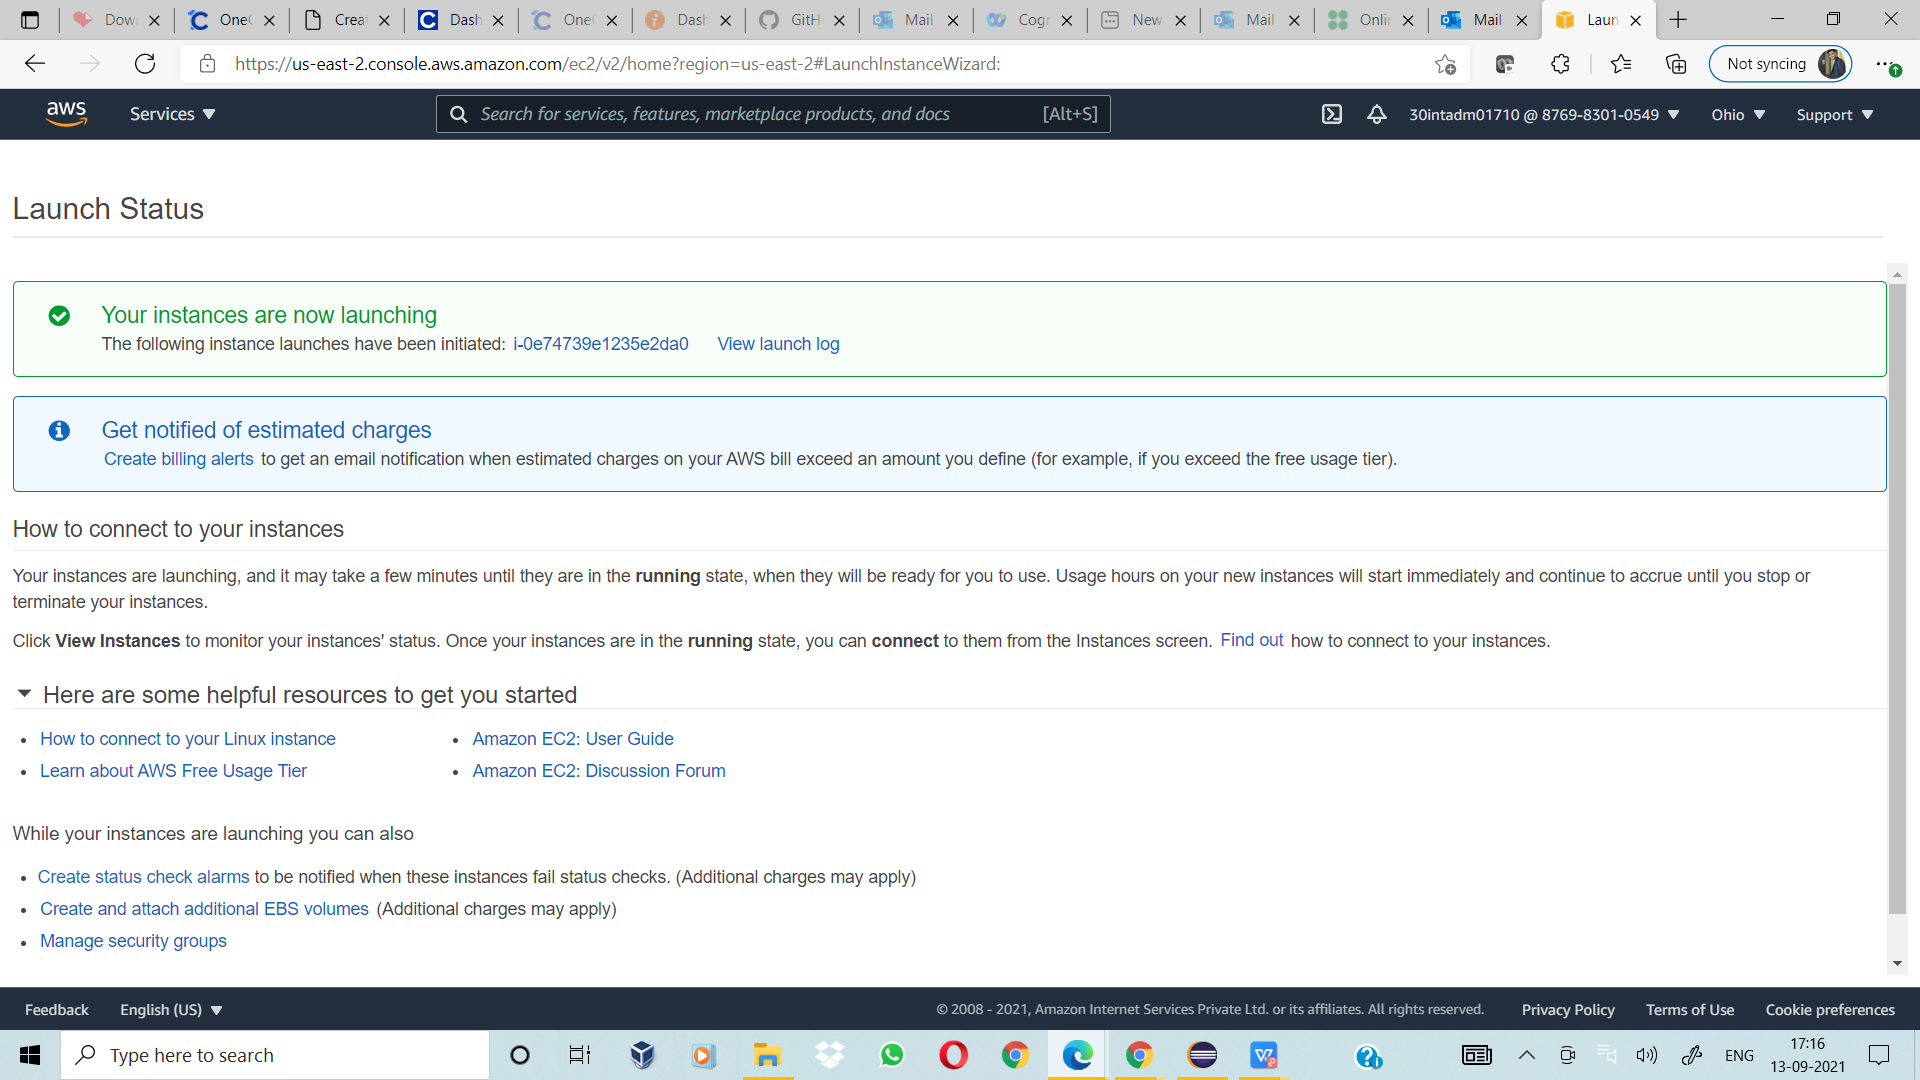 Down
One
Creat
Dash
One
Dash
GitH
Mail
Cogn
New
Mail
Onlin
Mail
Laun
https://us-east-2.console.aws.amazon.com/ec2/v2/home?region=us-east-2#LaunchInstanceWizard:
Not syncing
aws
Services
Search for services, features, marketplace products, and docs [Alt+S]
30intadm01710 @ 8769-8301-0549
Ohio
Support
Launch Status
Your instances are now launching
The following instance launches have been initiated: i-0e74739e1235e2da0 View launch log
Get notified of estimated charges
Create billing alerts to get an email notification when estimated charges on your AWS bill exceed an amount you define (for example, if you exceed the free usage tier).
How to connect to your instances
Your instances are launching, and it may take a few minutes until they are in the running state, when they will be ready for you to use. Usage hours on your new instances will start immediately and continue to accrue until you stop or
terminate your instances.
Click View Instances to monitor your instances' status. Once your instances are in the running state, you can connect to them from the Instances screen. Find out how to connect to your instances.
Here are some helpful resources to get you started
• How to connect to your Linux instance
• Amazon EC2: User Guide
• Learn about AWS Free Usage Tier
• Amazon EC2: Discussion Forum
While your instances are launching you can also
• Create status check alarms to be notified when these instances fail status checks. (Additional charges may apply)
• Create and attach additional EBS volumes (Additional charges may apply)
• Manage security groups
Feedback
English (US)
© 2008 - 2021, Amazon Internet Services Private Ltd. or its affiliates. All rights reserved.
Privacy Policy
Terms of Use
Cookie preferences
Type here to search
ENG
17:16
13-09-2021